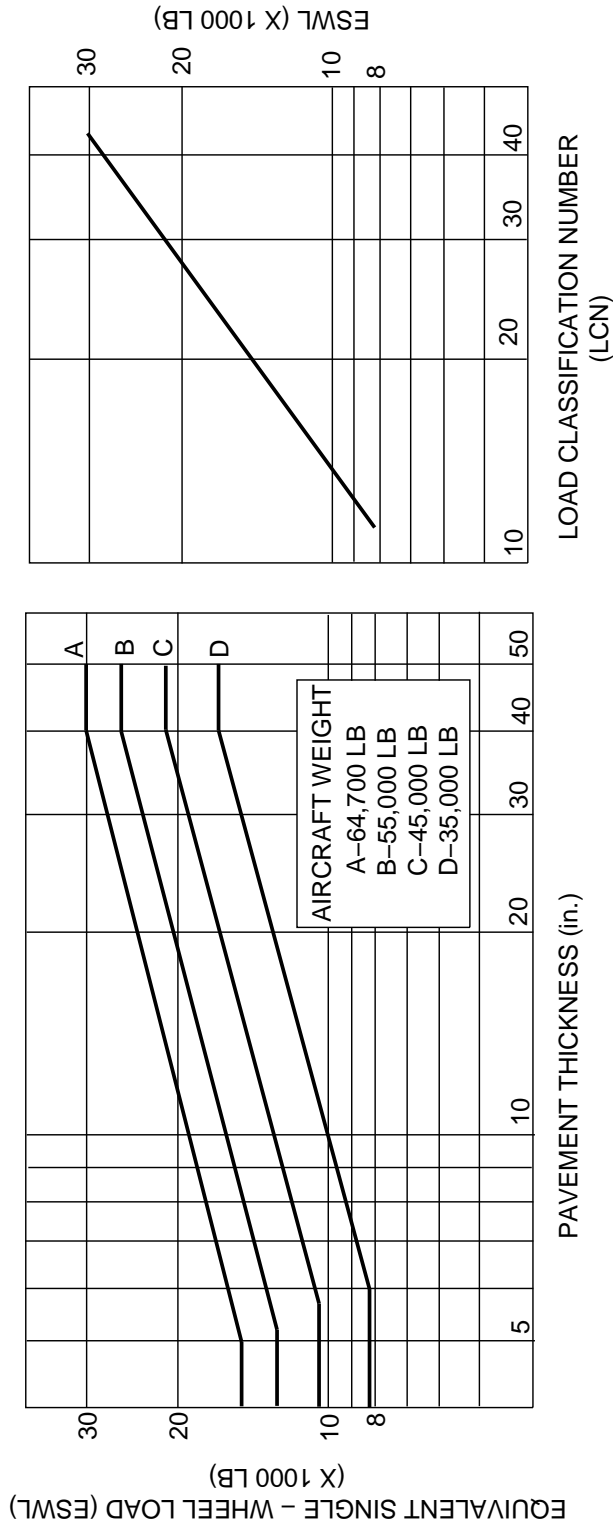 EQUIVALENT SINGLE – WHEEL LOAD (ESWL)
(X 1000 LB)
30
20
10
8
A
B
C
D
AIRCRAFT WEIGHT
A–64,700 LB
B–55,000 LB
C–45,000 LB
D–35,000 LB
5
10
20
30
40
50
PAVEMENT THICKNESS (in.)
10
20
30
40
LOAD CLASSIFICATION NUMBER
(LCN)
30
20
10
8
ESWL (X 1000 LB)